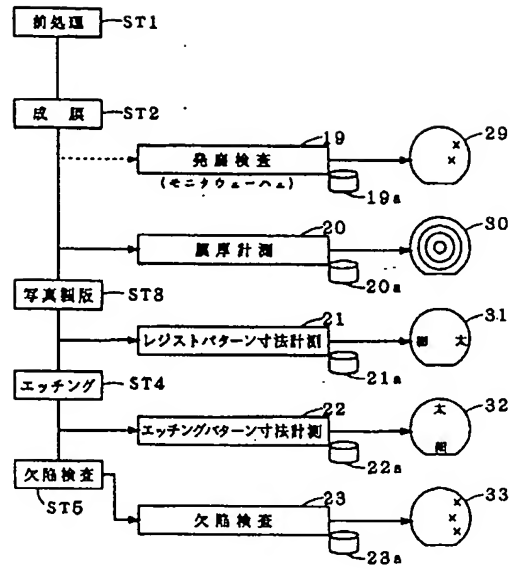 前処理 ST1
成膜 ST2
19
発塵検査
(モニタウェーハ)
19a
29
20
膜厚計測
20a
30
写真製版 ST3
21
レジストパターン寸法計測
21a
31
細 太
エッチング ST4
22
エッチングパターン寸法計測
22a
32
太
細
欠陥検査
ST5
23
欠陥検査
23a
33